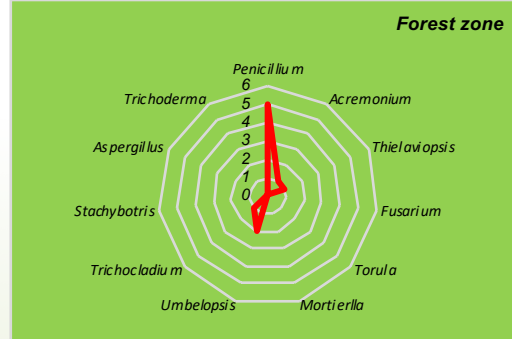 Forest zone
Penicillium
Trichoderma
Acremonium
Aspergillus
Thielaviopsis
Stachybotris
Fusarium
Trichocladium
Torula
Umbelopsis
Mortierlla
6
5
4
3
2
1
0